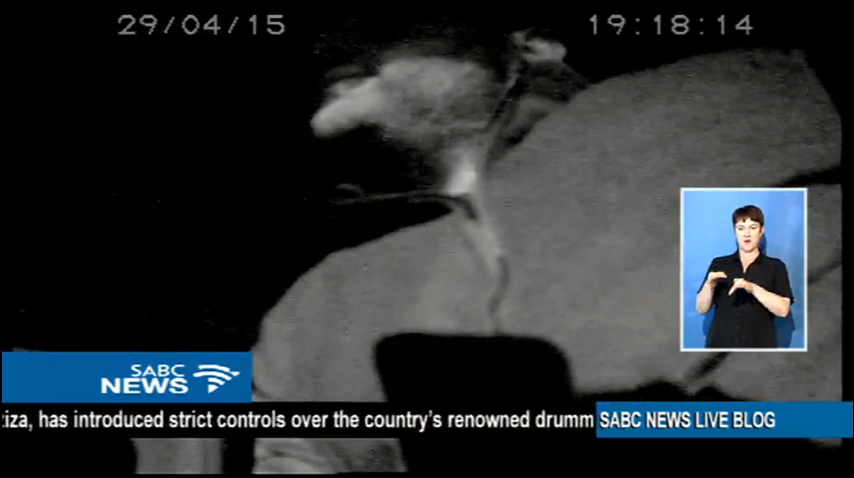 29/04/15
19:18:14
SABC
NEWS
ziza, has introduced strict controls over the country's renowned drumm
SABC NEWS LIVE BLOG